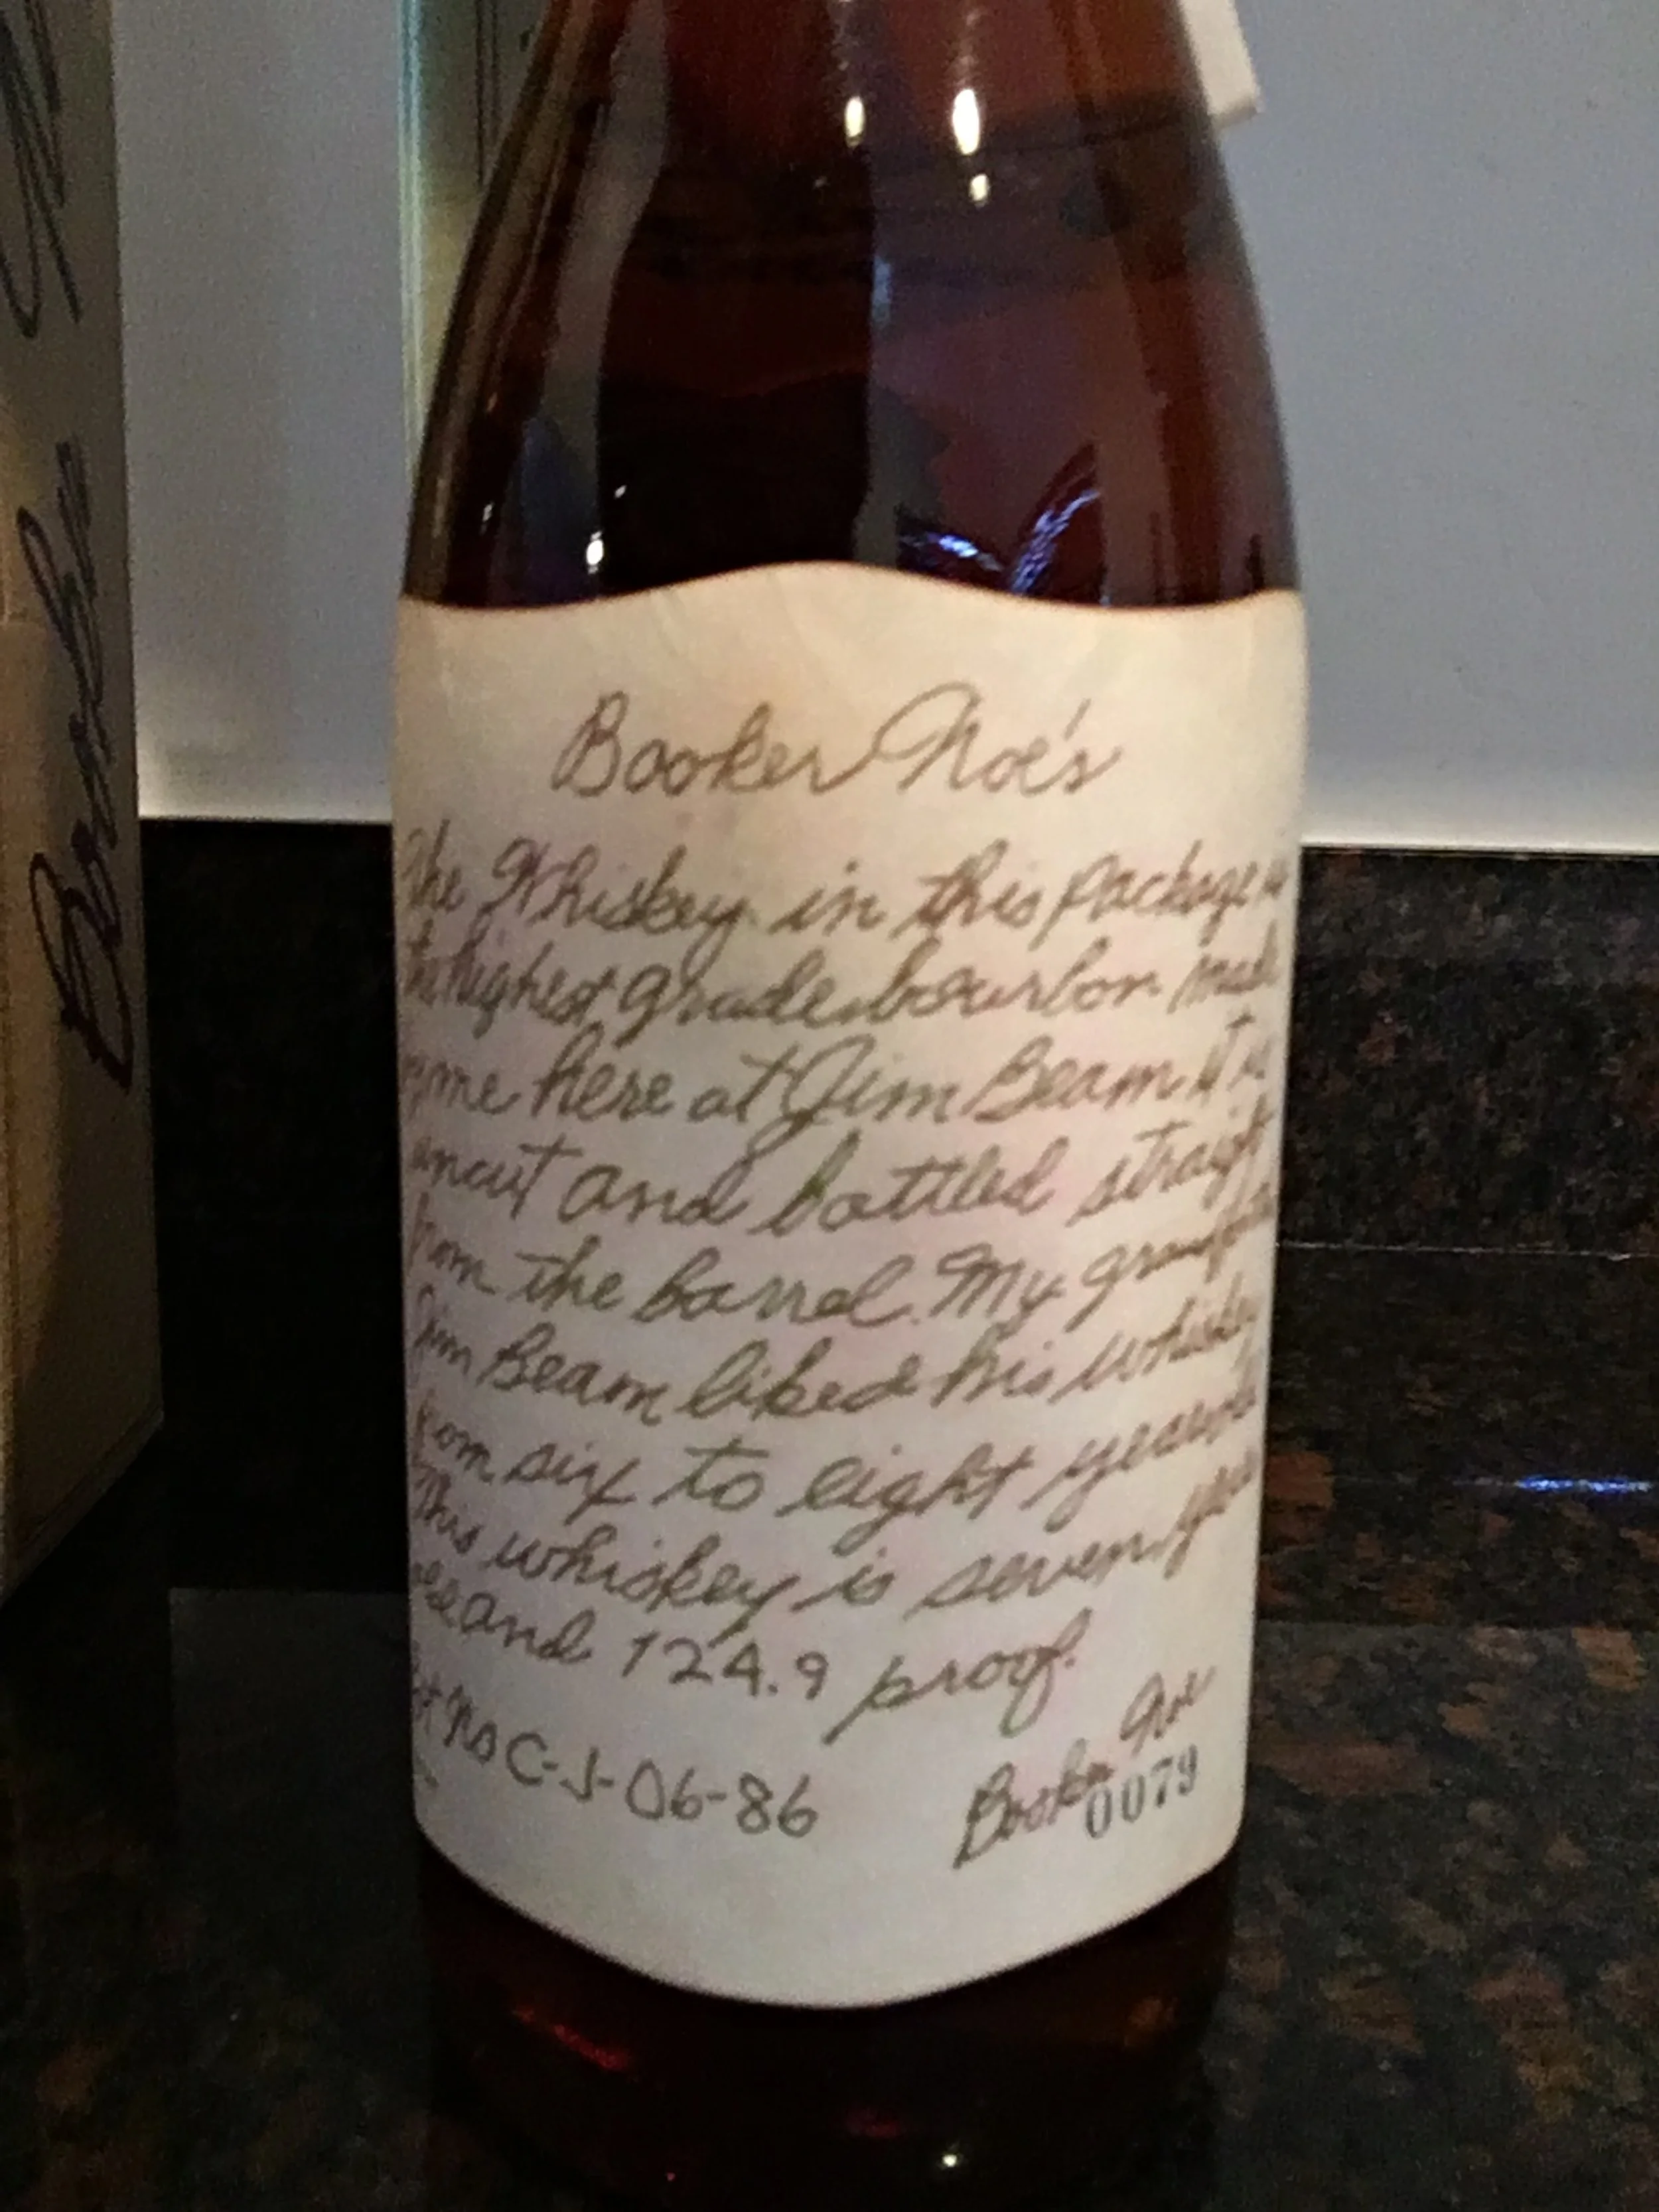 Booker Noe's
The Whiskey in this package is
the highest grade bourbon made
by me here at Jim Beam. It is
uncut and bottled straight
from the barrel. My grandfather
Jim Beam liked his whiskey
from six to eight years old
This whiskey is seven years
old and 124.9 proof.
Lot No C-J-06-86
Booker Noe
0079